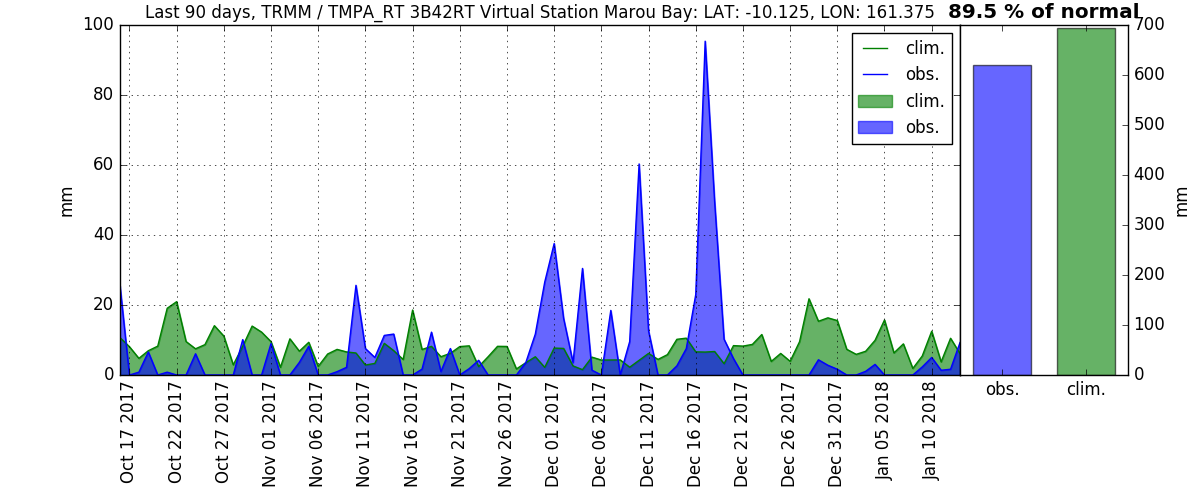 Last 90 days, TRMM / TMPA_RT 3B42RT Virtual Station Marou Bay: LAT: -10.125, LON: 161.375
89.5 % of normal
mm
100
80
60
40
20
0
clim.
obs.
clim.
obs.
Oct 17 2017
Oct 22 2017
Oct 27 2017
Nov 01 2017
Nov 06 2017
Nov 11 2017
Nov 16 2017
Nov 21 2017
Nov 26 2017
Dec 01 2017
Dec 06 2017
Dec 11 2017
Dec 16 2017
Dec 21 2017
Dec 26 2017
Dec 31 2017
Jan 05 2018
Jan 10 2018
700
600
500
400
300
200
100
0
mm
obs.
clim.